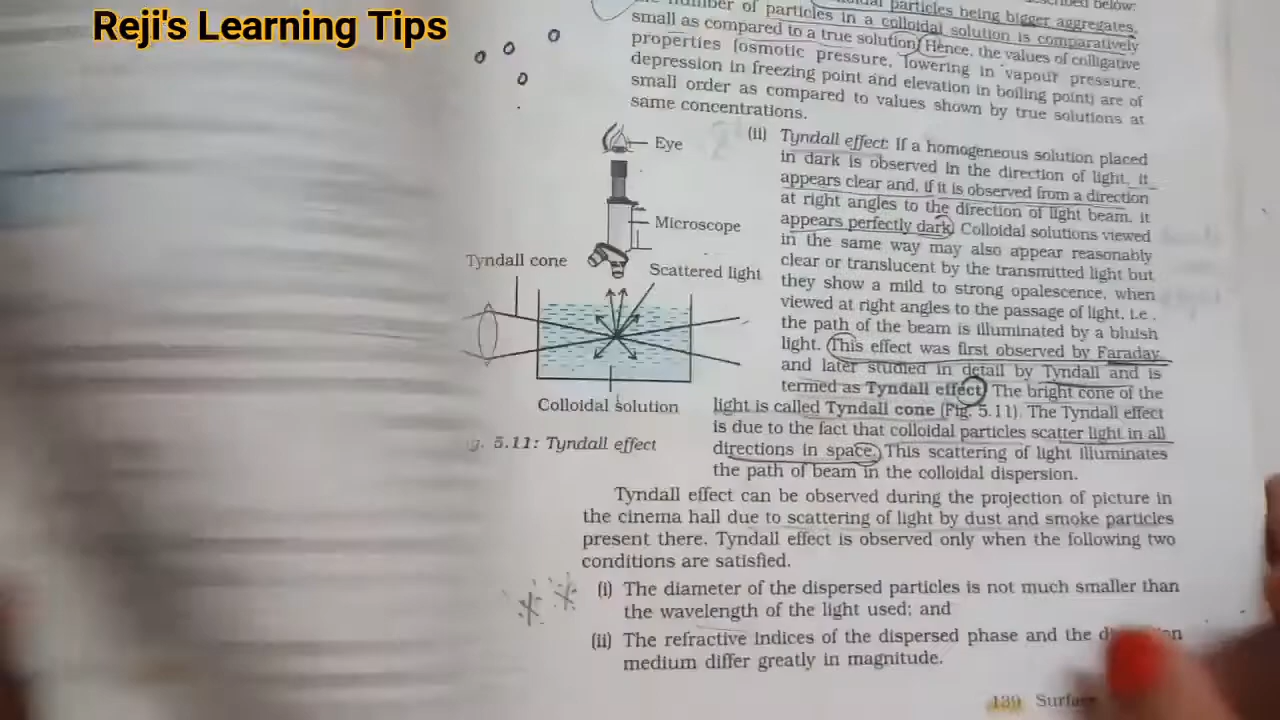 Reji's Learning Tips
described below:
particles being bigger aggregates,
number of particles in a colloidal solution is comparatively
small as compared to a true solution. Hence, the values of colligative
properties (osmotic pressure, lowering in vapour pressure,
depression in freezing point and elevation in boiling point) are of
small order as compared to values shown by true solutions at
same concentrations.
Eye
Microscope
Tyndall cone
Scattered light
Colloidal solution
5.11: Tyndall effect
(ii) Tyndall effect: If a homogeneous solution placed
in dark is observed in the direction of light, it
appears clear and, if it is observed from a direction
at right angles to the direction of light beam, it
appears perfectly dark. Colloidal solutions viewed
in the same way may also appear reasonably
clear or translucent by the transmitted light but
they show a mild to strong opalescence, when
viewed at right angles to the passage of light, i.e.,
the path of the beam is illuminated by a bluish
light. This effect was first observed by Faraday
and later studied in detail by Tyndall and is
termed as Tyndall effect. The bright cone of the
light is called Tyndall cone (Fig. 5.11). The Tyndall effect
is due to the fact that colloidal particles scatter light in all
directions in space. This scattering of light illuminates
the path of beam in the colloidal dispersion.
Tyndall effect can be observed during the projection of picture in
the cinema hall due to scattering of light by dust and smoke particles
present there. Tyndall effect is observed only when the following two
conditions are satisfied.
(i) The diameter of the dispersed particles is not much smaller than
the wavelength of the light used; and
(ii) The refractive indices of the dispersed phase and the
medium differ greatly in magnitude.
139